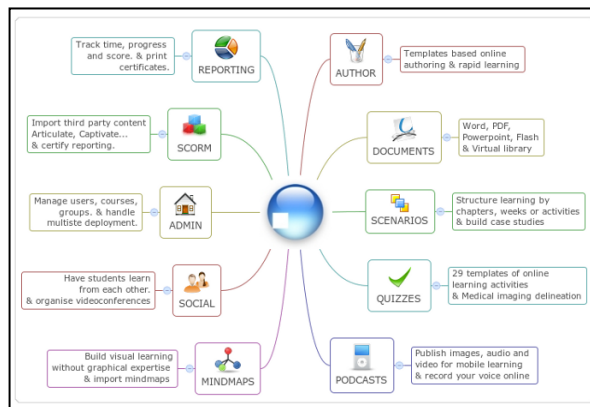 Track time, progress
and score. & print
certificates.
REPORTING
AUTHOR
Templates based online
authoring & rapid learning
Import third party content
Articulate, Captivate...
& certify reporting.
SCORM
DOCUMENTS
Word, PDF,
Powerpoint, Flash
& Virtual library
Manage users, courses,
groups. & handle
multiste deployment.
ADMIN
SCENARIOS
Structure learning by
chapters, weeks or activities
& build case studies
Have students learn
from each other.
& organise videoconferences
SOCIAL
QUIZZES
29 templates of online
learning activities
& Medical imaging delineation
Build visual learning
without graphical expertise
& import mindmaps
MINDMAPS
PODCASTS
Publish images, audio and
video for mobile learning
& record your voice online